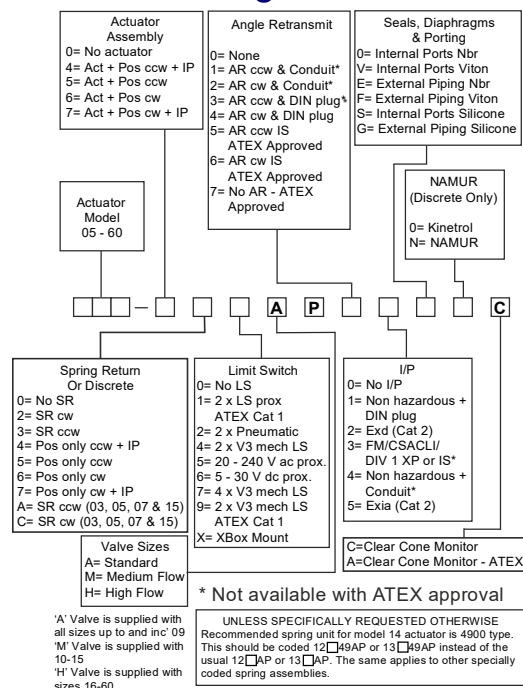 Actuator
Assembly
0= No actuator
4= Act + Pos ccw + IP
5= Act + Pos ccw
6= Act + Pos cw
7= Act + Pos cw + IP
Angle Retransmit
0= None
1= AR ccw & Conduit*
2= AR cw & Conduit*
3= AR ccw & DIN plug*
4= AR cw & DIN plug
5= AR ccw IS
ATEX Approved
6= AR cw IS
ATEX Approved
7= No AR - ATEX
Approved
Seals, Diaphragms
& Porting
0= Internal Ports Nbr
V= Internal Ports Viton
E= External Piping Nbr
F= External Piping Viton
S= Internal Ports Silicone
G= External Piping Silicone
Actuator
Model
05 - 60
NAMUR
(Discrete Only)
0= Kinetrol
N= NAMUR
– A P C
Spring Return
Or Discrete
0= No SR
2= SR cw
3= SR ccw
4= Pos only ccw + IP
5= Pos only ccw
6= Pos only cw
7= Pos only cw + IP
A= SR ccw (03, 05, 07 & 15)
C= SR cw (03, 05, 07 & 15)
Limit Switch
0= No LS
1= 2 x LS prox
ATEX Cat 1
2= 2 x Pneumatic
4= 2 x V3 mech LS
5= 20 - 240 V ac prox.
6= 5 - 30 V dc prox.
7= 4 x V3 mech LS
9= 2 x V3 mech LS
ATEX Cat 1
X= XBox Mount
I/P
0= No I/P
1= Non hazardous +
DIN plug
2= Exd (Cat 2)
3= FM/CSACLI/
DIV 1 XP or IS*
4= Non hazardous +
Conduit*
5= Exia (Cat 2)
Valve Sizes
A= Standard
M= Medium Flow
H= High Flow
C=Clear Cone Monitor
A=Clear Cone Monitor - ATEX
* Not available with ATEX approval
'A' Valve is supplied with
all sizes up to and inc' 09
'M' Valve is supplied with
10-15
'H' Valve is supplied with
sizes 16-60
UNLESS SPECIFICALLY REQUESTED OTHERWISE
Recommended spring unit for model 14 actuator is 4900 type.
This should be coded 12□49AP or 13□49AP instead of the
usual 12□AP or 13□AP. The same applies to other specially
coded spring assemblies.